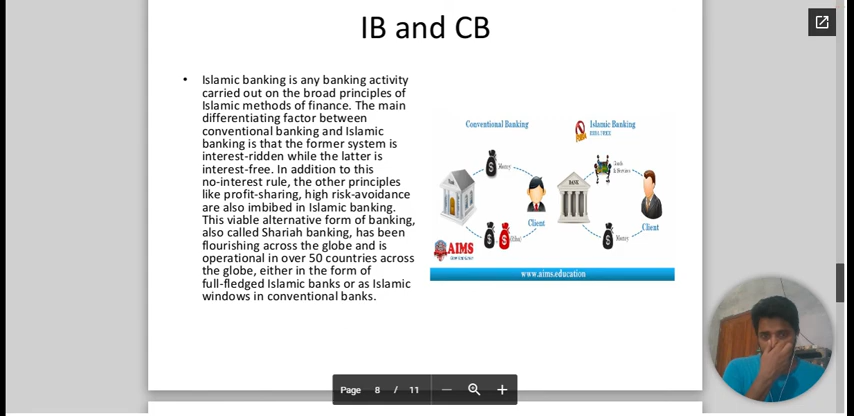 IB and CB
• Islamic banking is any banking activity
carried out on the broad principles of
Islamic methods of finance. The main
differentiating factor between
conventional banking and Islamic
banking is that the former system is
interest-ridden while the latter is
interest-free. In addition to this
no-interest rule, the other principles
like profit-sharing, high risk-avoidance
are also imbibed in Islamic banking.
This viable alternative form of banking,
also called Shariah banking, has been
flourishing across the globe and is
operational in over 50 countries across
the globe, either in the form of
full-fledged Islamic banks or as Islamic
windows in conventional banks.
Conventional Banking
Money
Client
AIMS
Islamic Banking
BANK
Client
Money
www.aims.education
Page 8 / 11